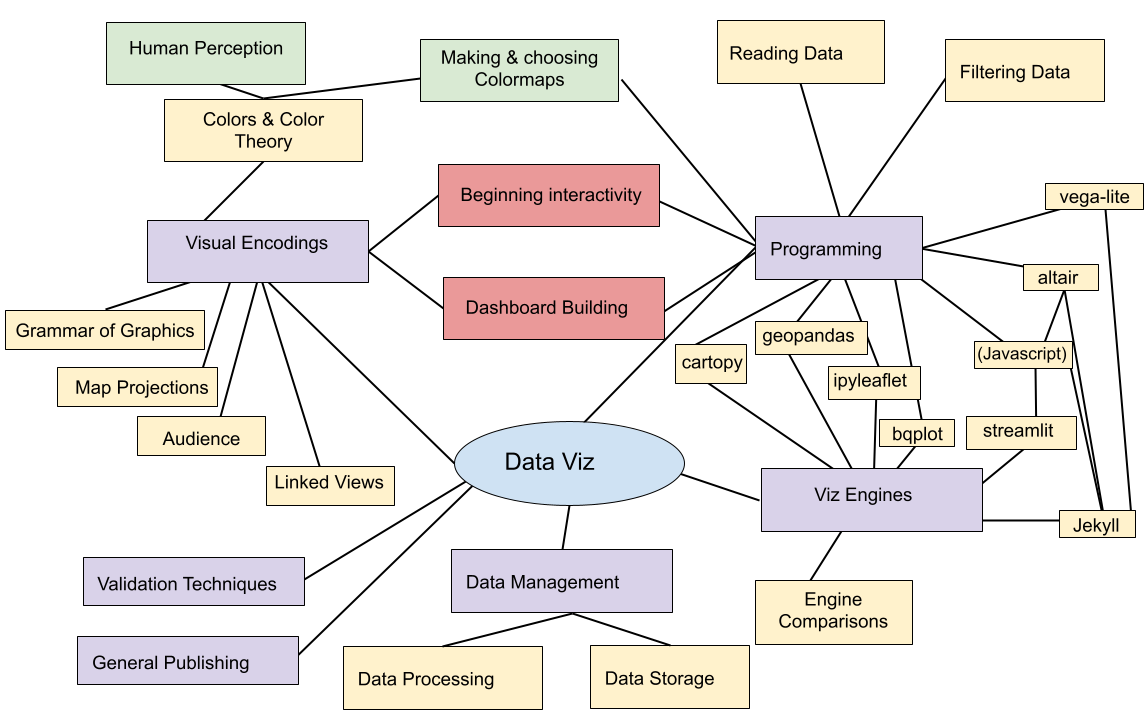 Human Perception
Making & choosing
Colormaps
Reading Data
Filtering Data
Colors & Color
Theory
Beginning interactivity
vega-lite
Visual Encodings
Programming
altair
Grammar of Graphics
Dashboard Building
geopandas
(Javascript)
cartopy
ipyleaflet
Map Projections
Audience
bqplot
streamlit
Data Viz
Linked Views
Viz Engines
Jekyll
Validation Techniques
Data Management
Engine
Comparisons
General Publishing
Data Processing
Data Storage